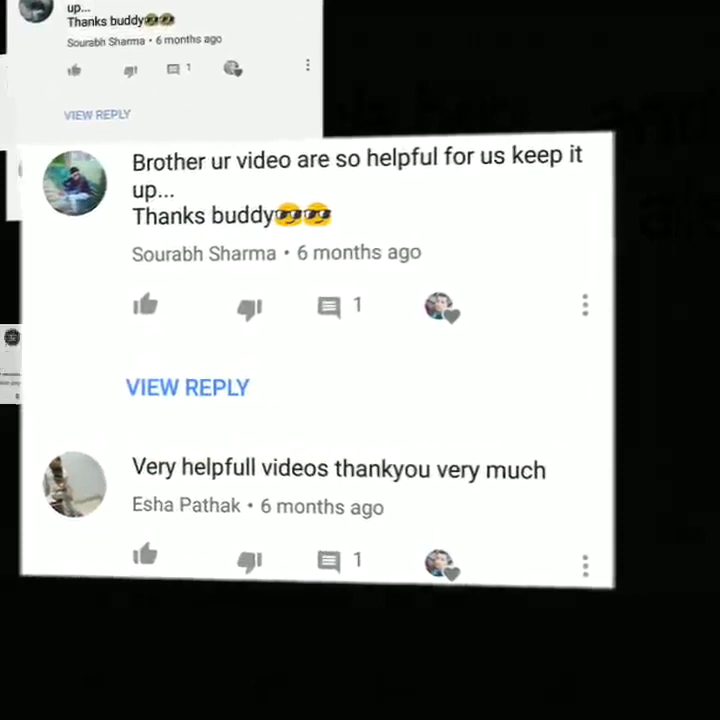 up...
Thanks buddy😎😎
Sourabh Sharma • 6 months ago
1
VIEW REPLY
Brother ur video are so helpful for us keep it
up...
Thanks buddy😎😎
Sourabh Sharma • 6 months ago
1
VIEW REPLY
Very helpfull videos thankyou very much
Esha Pathak • 6 months ago
1